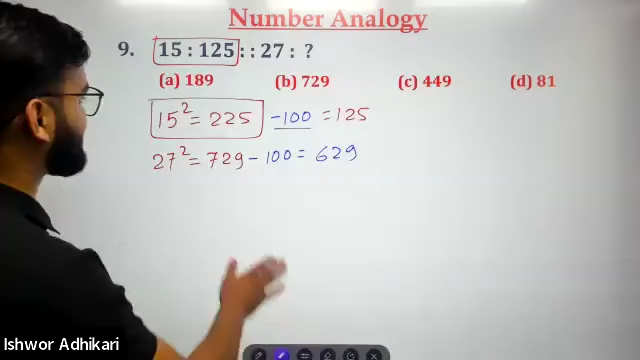 Number Analogy
9. 15 : 125 :: 27 : ?
(a) 189 (b) 729 (c) 449 (d) 81
15² = 225 -100 = 125
27² = 729 - 100 = 629
Ishwor Adhikari